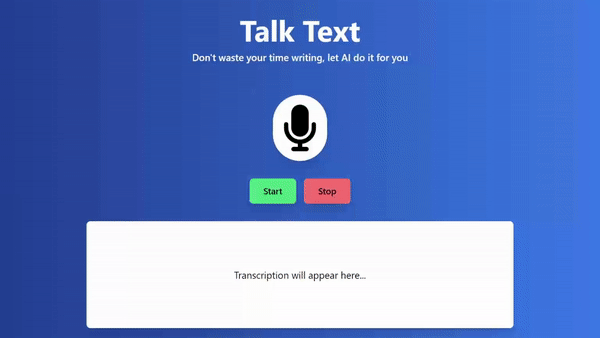 Talk Text
Don't waste your time writing, let AI do it for you
Start Stop
Transcription will appear here...